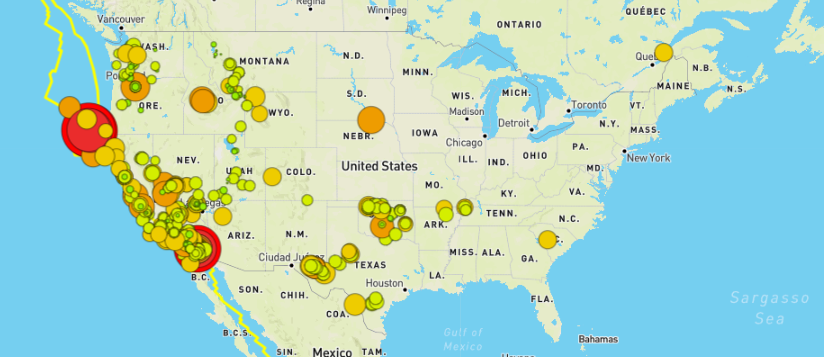 Regina
Winnipeg
QUÉBEC
Vancouver
ONTARIO
WASH.
MONTANA
N.D.
Que
N.B.
MINN.
MAINE
N.S.
ORE.
S.D.
WIS.
MICH.
Toronto
VT.
WYO.
Madison
Detroit
N.Y.
MASS.
NEBR.
IOWA
Chicago
PA.
New York
NEV.
United States
ILL.
IND.
OHIO
MD.
UTAH
COLO.
MO.
KY.
VA.
Vegas
TENN.
N.C.
ARIZ.
N.M.
ARK.
Ciudad Juárez
TEXAS
MISS.
ALA.
GA.
B.C.
Houston
LA.
SON.
CHIH.
COA.
FLA.
Sargasso
Sea
B.C.S.
Gulf of
Mexico
Bahamas
SIN.
Mexico
TAM.